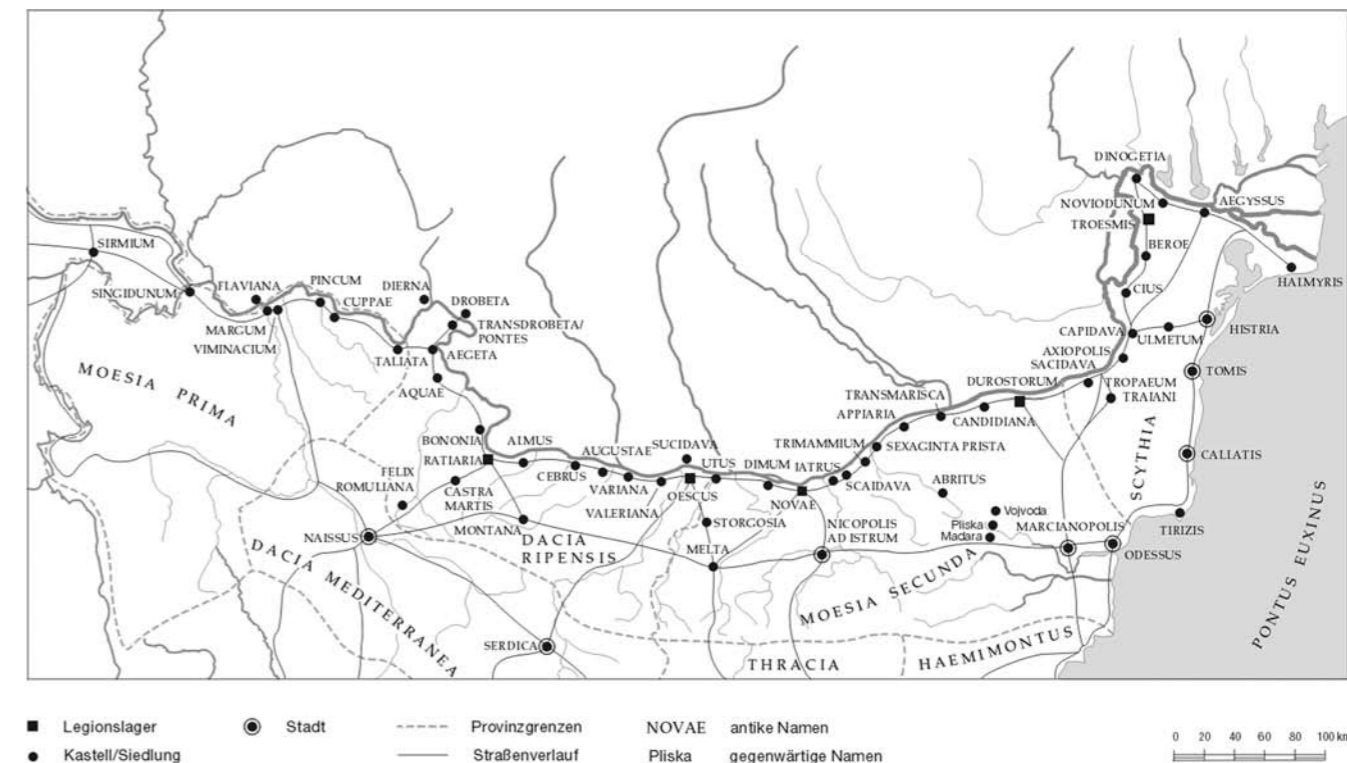 DINOGETIA
NOVIODUNUM
AEGYSSUS
TROESMIS
BEROE
SIRMIUM
HALMYRIS
SINGIDUNUM
FLAVIANA
PINCUM
DIERNA
CIUS
CUPPAE
DROBETA
MARGUM
TRANSDROBETA/
PONTES
VIMINACIUM
CAPIDAVA
ULMETUM
HISTRIA
TALIATA
AEGETA
AXIOPOLIS
SACIDAVA
TOMIS
MOESIA PRIMA
AQUAE
DUROSTORUM
TROPAEUM
TRAIANI
TRANSMARISCA
APPIARIA
CANDIDIANA
BONONIA
AIMUS
AUGUSTAE
SUCIDAVA
TRIMAMMIUM
SEXAGINTA PRISTA
SCYTHIA
CALLATIS
RATIARIA
CEBRUS
UTUS
DIMUM
IATRUS
FELIX
ROMULIANA
CASTRA
MARTIS
VARIANA
OESCUS
NOVAE
SCAIDAVA
ABRITUS
VALERIANA
Vojvoda
TIRIZIS
MONTANA
STORGOSIA
NICOPOLIS
AD ISTRUM
Pliska
MARCIANOPOLIS
NAISSUS
DACIA
RIPENSIS
Madara
ODESSUS
MELTA
DACIA MEDITERRANEA
MOESIA SECUNDA
PONTUS EUXINUS
SERDICA
THRACIA
HAEMIMONTUS
Legionslager
Stadt
Provinzgrenzen
NOVAE antike Namen
Kastell/Siedlung
Straßenverlauf
Pliska gegenwärtige Namen
0 20 40 60 80 100 km